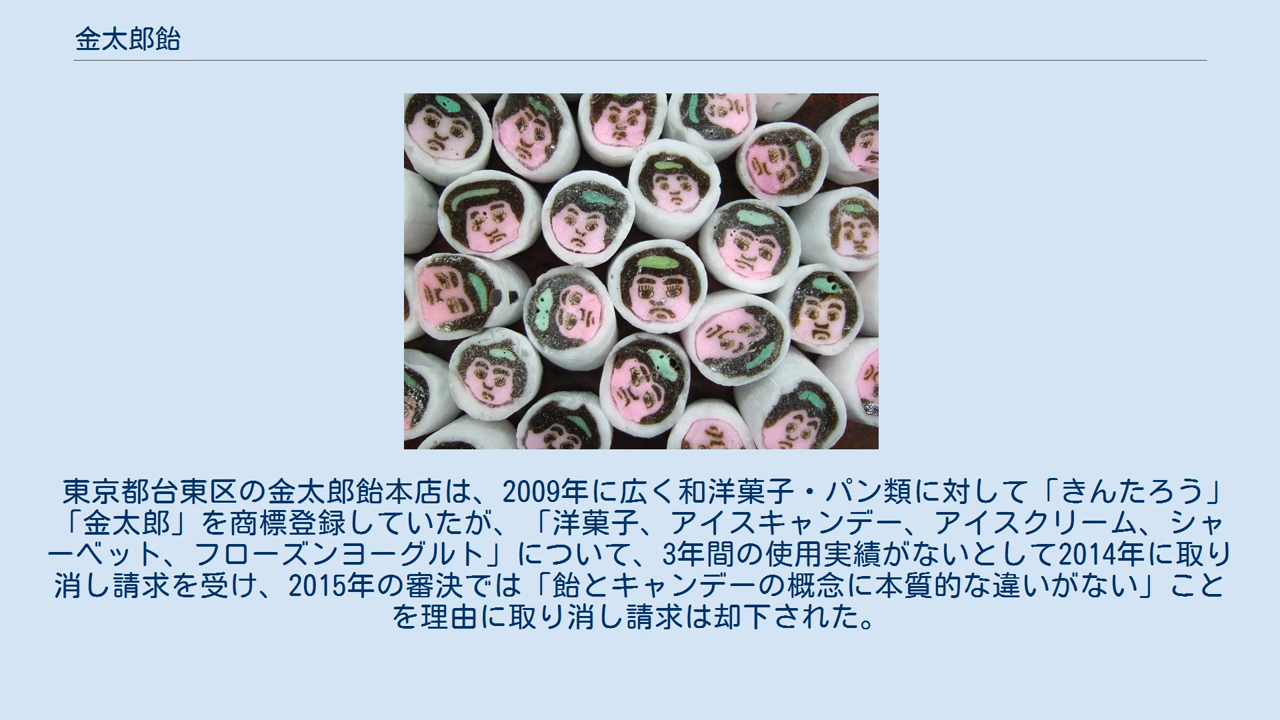 金太郎飴
東京都台東区の金太郎飴本店は、2009年に広く和洋菓子・パン類に対して「きんたろう」
「金太郎」を商標登録していたが、「洋菓子、アイスキャンデー、アイスクリーム、シャ
ーベット、フローズンヨーグルト」について、3年間の使用実績がないとして2014年に取り
消し請求を受け、2015年の審決では「飴とキャンデーの概念に本質的な違いがない」こと
を理由に取り消し請求は却下された。